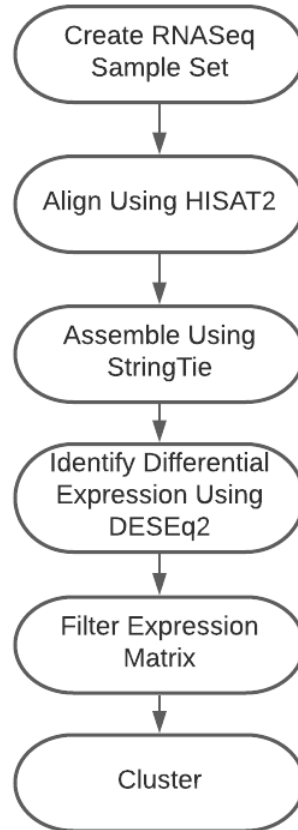 Create RNASeq
Sample Set
Align Using HISAT2
Assemble Using
StringTie
Identify Differential
Expression Using
DESEq2
Filter Expression
Matrix
Cluster